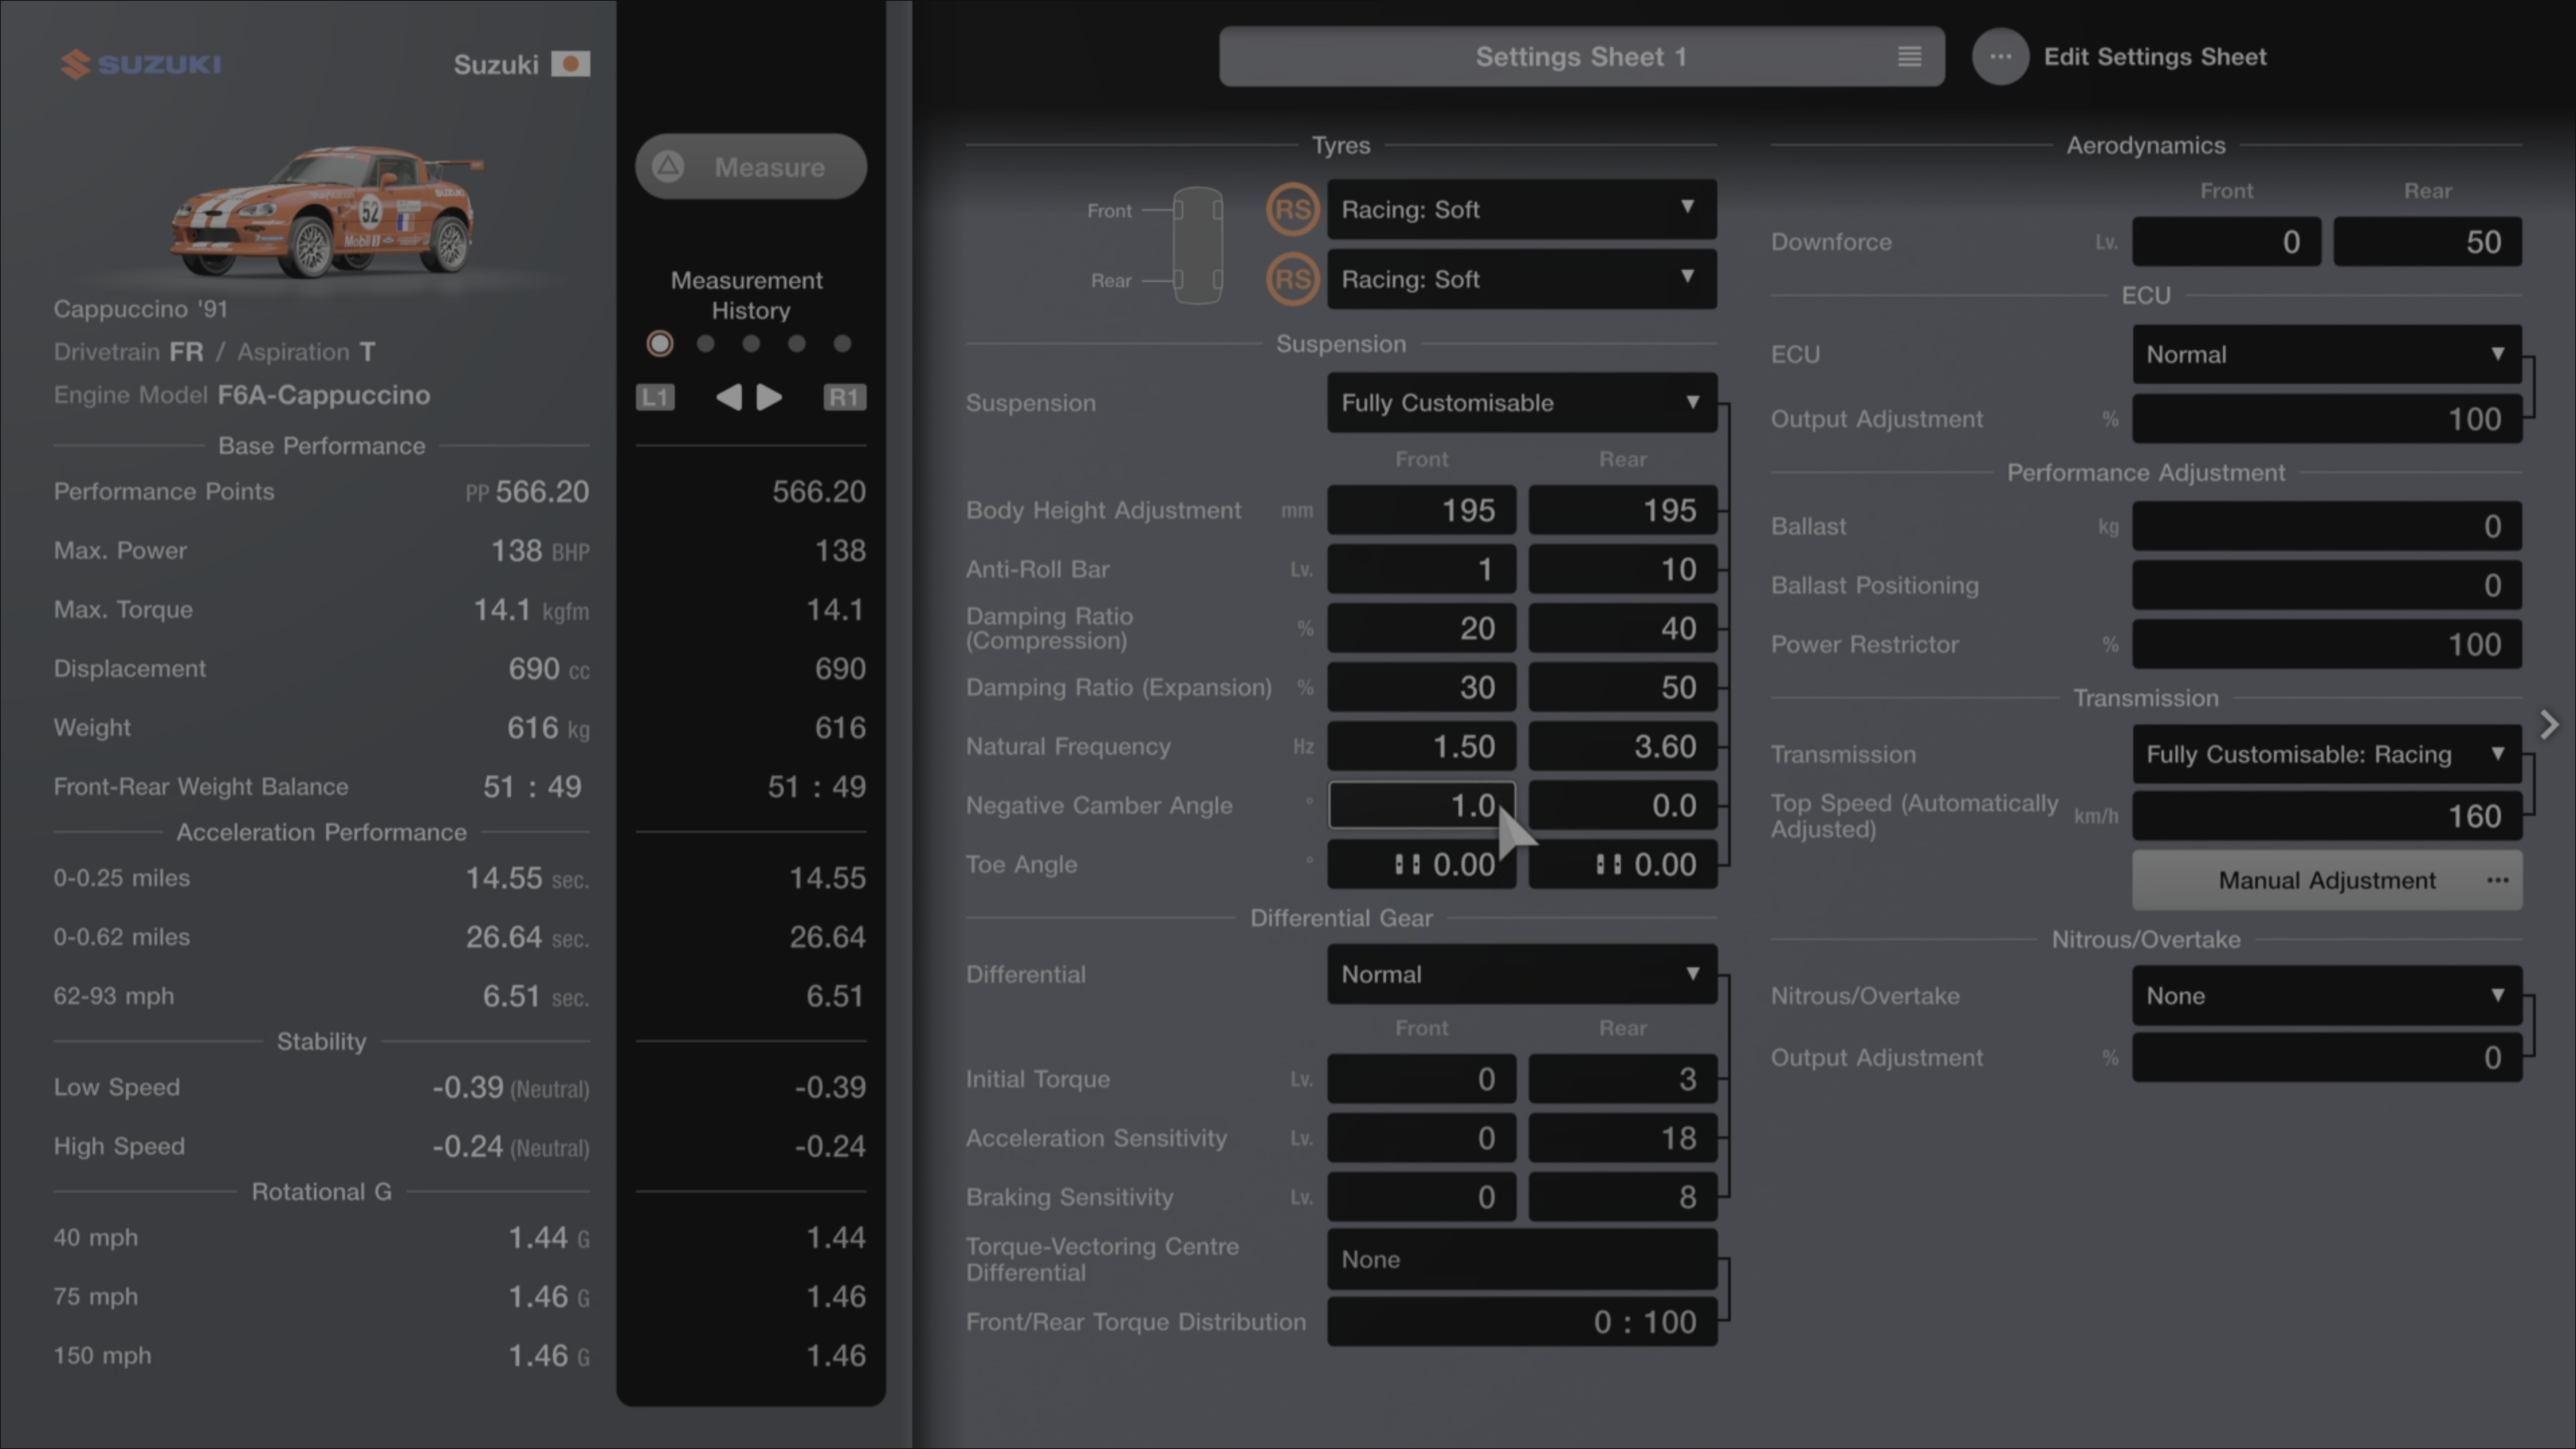 SUZUKI
Suzuki
Cappuccino '91
Drivetrain FR / Aspiration T
Engine Model F6A-Cappuccino
Base Performance
Performance Points PP 566.20
Max. Power 138 BHP
Max. Torque 14.1 kgfm
Displacement 690 cc
Weight 616 kg
Front-Rear Weight Balance 51 : 49
Acceleration Performance
0-0.25 miles 14.55 sec.
0-0.62 miles 26.64 sec.
62-93 mph 6.51 sec.
Stability
Low Speed -0.39 (Neutral)
High Speed -0.24 (Neutral)
Rotational G
40 mph 1.44 G
75 mph 1.46 G
150 mph 1.46 G
Measure
Measurement
History
L1 R1
566.20
138
14.1
690
616
51 : 49
14.55
26.64
6.51
-0.39
-0.24
1.44
1.46
1.46
Settings Sheet 1
Edit Settings Sheet
Tyres
Front RS Racing: Soft
Rear RS Racing: Soft
Suspension
Suspension Fully Customisable
Front Rear
Body Height Adjustment mm 195 195
Anti-Roll Bar Lv. 1 10
Damping Ratio
(Compression) % 20 40
Damping Ratio (Expansion) % 30 50
Natural Frequency Hz 1.50 3.60
Negative Camber Angle ° 1.0 0.0
Toe Angle ° 0.00 0.00
Differential Gear
Differential Normal
Front Rear
Initial Torque Lv. 0 3
Acceleration Sensitivity Lv. 0 18
Braking Sensitivity Lv. 0 8
Torque-Vectoring Centre
Differential None
Front/Rear Torque Distribution 0 : 100
Aerodynamics
Front Rear
Downforce Lv. 0 50
ECU
ECU Normal
Output Adjustment % 100
Performance Adjustment
Ballast kg 0
Ballast Positioning 0
Power Restrictor % 100
Transmission
Transmission Fully Customisable: Racing
Top Speed (Automatically
Adjusted) km/h 160
Manual Adjustment
Nitrous/Overtake
Nitrous/Overtake None
Output Adjustment % 0
52
Mobil 1
SUZUKI